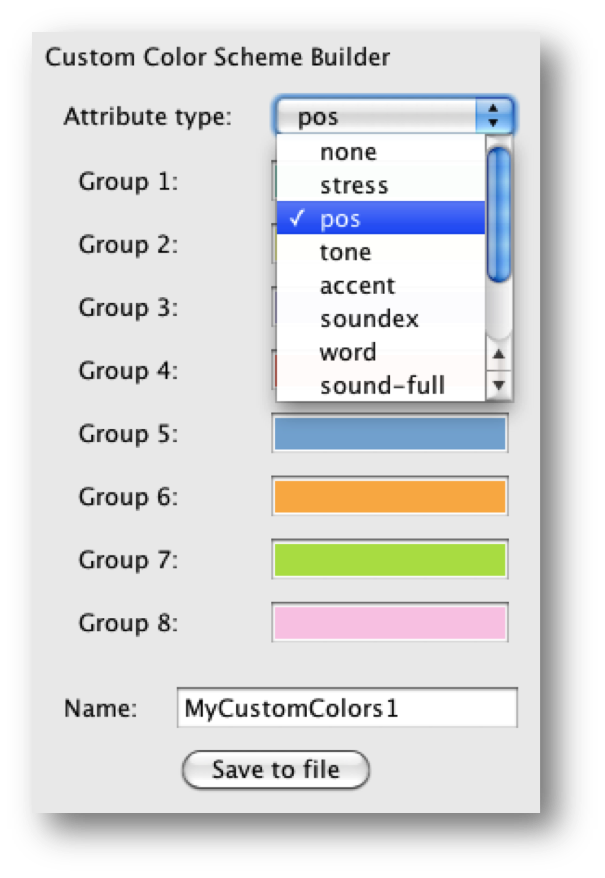 Custom Color Scheme Builder
Attribute type: pos
none
Group 1:
stress
✓ pos
Group 2:
tone
accent
Group 3:
soundex
word
Group 4:
sound-full
Group 5:
Group 6:
Group 7:
Group 8:
Name: MyCustomColors1
Save to file